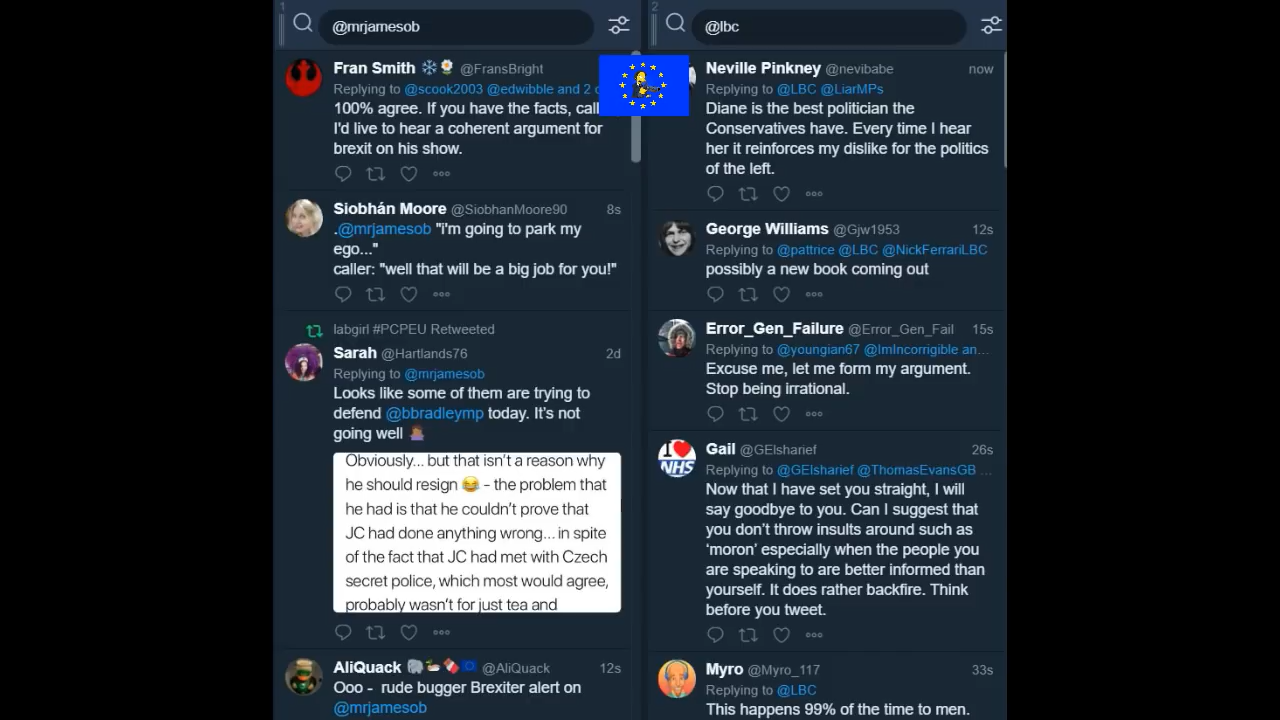 1
@mrjamesob
Fran Smith ❄️🌼 @FransBright
Replying to @scook2003 @edwibble and 2
100% agree. If you have the facts, call
I'd live to hear a coherent argument for
brexit on his show.
Siobhán Moore @SiobhanMoore90 8s
.@mrjamesob "i'm going to park my
ego..."
caller: "well that will be a big job for you!"
labgirl #PCPEU Retweeted
Sarah @Hartlands76 2d
Replying to @mrjamesob
Looks like some of them are trying to
defend @bbradleymp today. It's not
going well 🤦🏾‍♀️
Obviously... but that isn't a reason why
he should resign 😂 - the problem that
he had is that he couldn't prove that
JC had done anything wrong... in spite
of the fact that JC had met with Czech
secret police, which most would agree,
probably wasn't for just tea and
AliQuack 🐘🦆🍫🇪🇺 @AliQuack 12s
Ooo - rude bugger Brexiter alert on
@mrjamesob
2
@lbc
Neville Pinkney @nevibabe now
Replying to @LBC @LiarMPs
Diane is the best politician the
Conservatives have. Every time I hear
her it reinforces my dislike for the politics
of the left.
George Williams @Gjw1953 12s
Replying to @pattrice @LBC @NickFerrariLBC
possibly a new book coming out
Error_Gen_Failure @Error_Gen_Fail 15s
Replying to @youngian67 @ImIncorrigible an...
Excuse me, let me form my argument.
Stop being irrational.
I ❤ NHS
Gail @GElsharief 26s
Replying to @GElsharief @ThomasEvansGB ...
Now that I have set you straight, I will
say goodbye to you. Can I suggest that
you don't throw insults around such as
'moron' especially when the people you
are speaking to are better informed than
yourself. It does rather backfire. Think
before you tweet.
Myro @Myro_117 33s
Replying to @LBC
This happens 99% of the time to men.